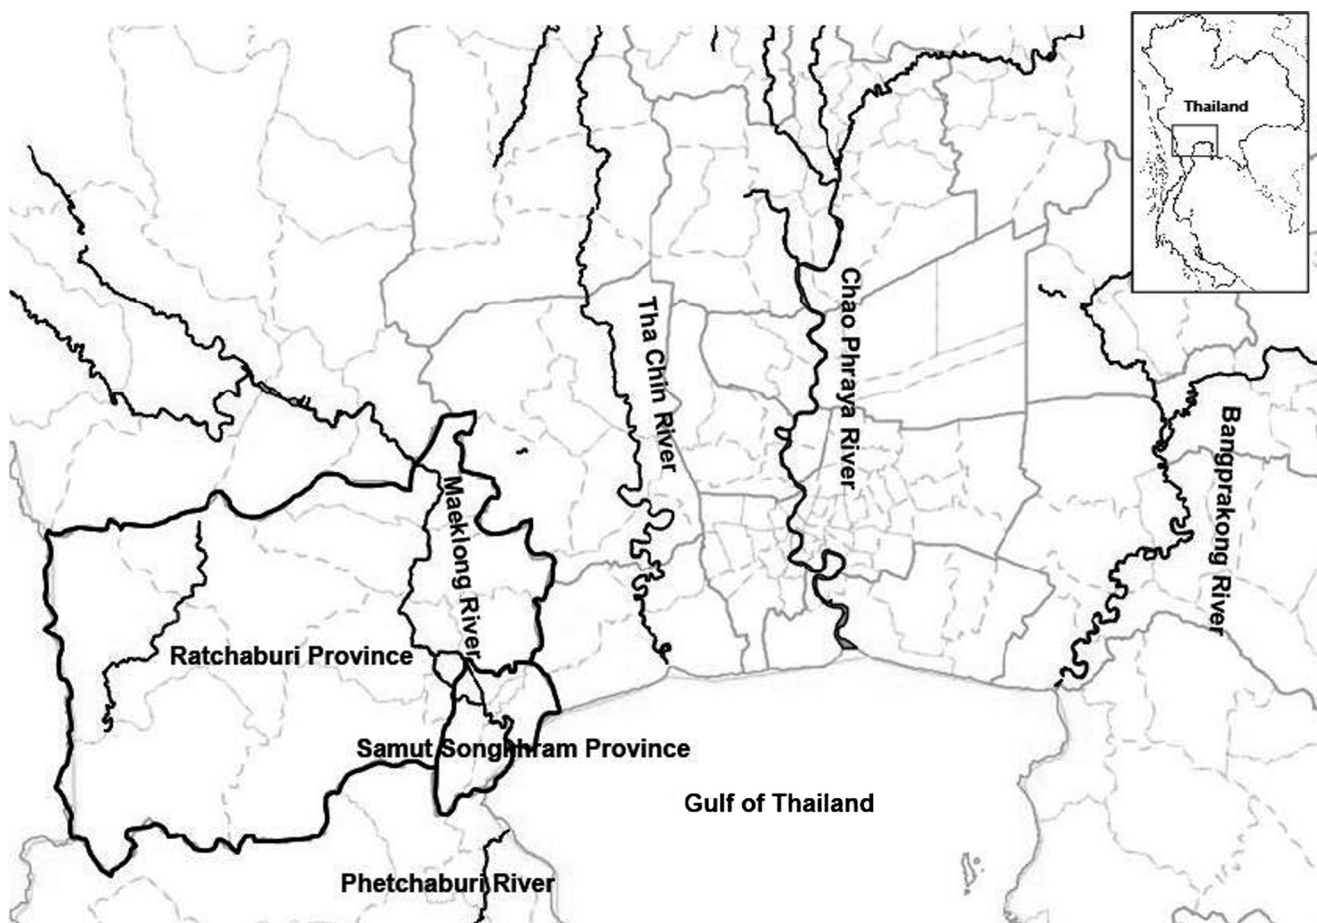 Thailand
Tha Chin River
Chao Phraya River
Bangprakong River
Maeklong River
Ratchaburi Province
Samut Songhhram Province
Gulf of Thailand
Phetchaburi River